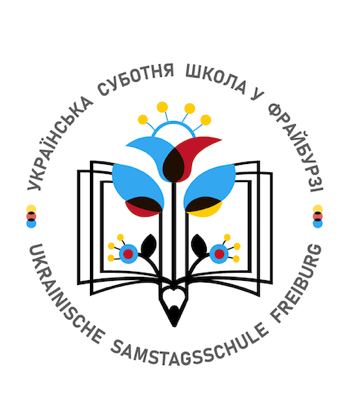 УКРАЇНСЬКА СУБОТНЯ ШКОЛА У ФРАЙБУРЗІ
UKRAINISCHE SAMSTAGSSCHULE FREIBURG